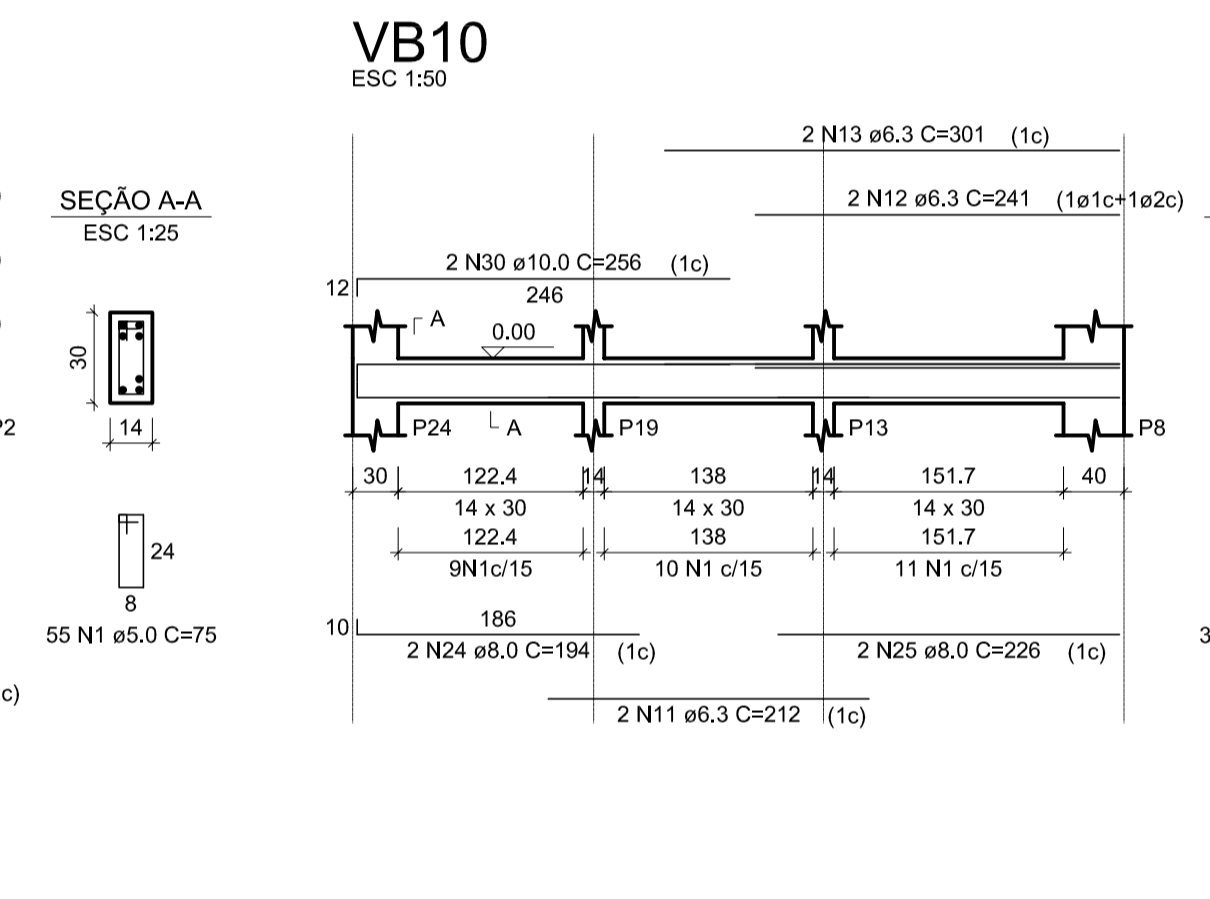 VB10
ESC 1:50
2 N13 ø6.3 C=301 (1c)
SEÇÃO A-A
ESC 1:25
2 N12 ø6.3 C=241 (1ø1c+1ø2c)
2 N30 ø10.0 C=256 (1c)
12
246
A
0.00
30
14
P2
P24
A
P19
P13
P8
30 122.4 14 138 14 151.7 40
14 x 30 14 x 30 14 x 30
122.4 138 151.7
9N1c/15 10 N1 c/15 11 N1 c/15
24
8
55 N1 ø5.0 C=75
10
186
2 N24 ø8.0 C=194 (1c)
2 N25 ø8.0 C=226 (1c)
3
c)
2 N11 ø6.3 C=212 (1c)